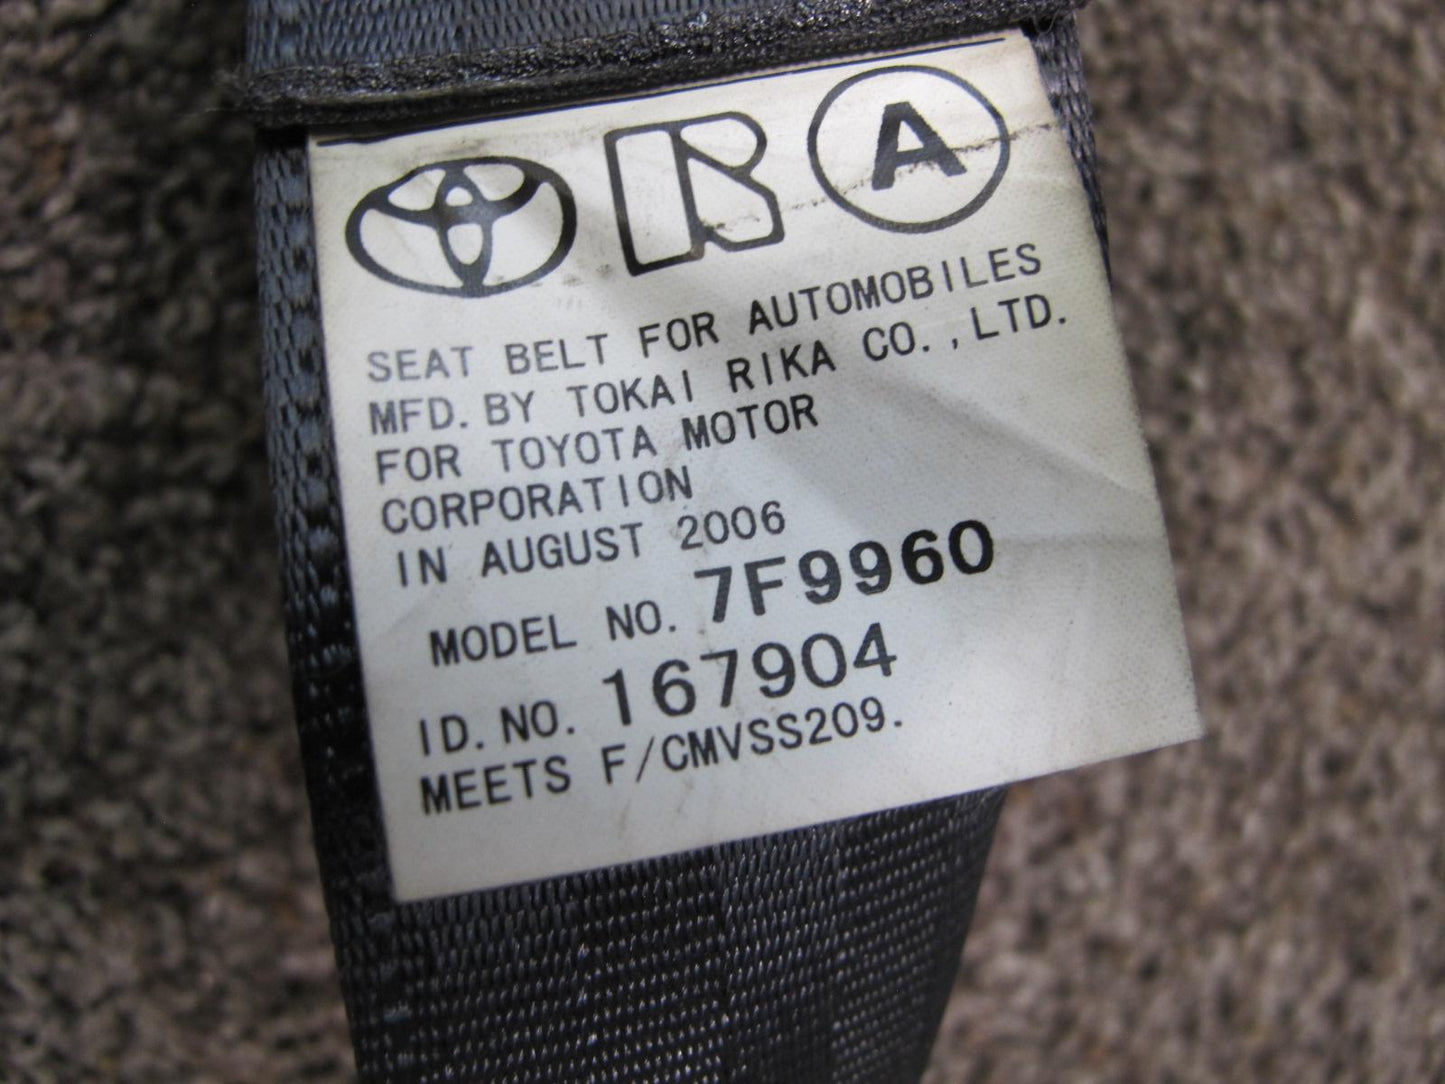 R A
SEAT BELT FOR AUTOMOBILES
MFD. BY TOKAI RIKA CO., LTD.
FOR TOYOTA MOTOR
CORPORATION
IN AUGUST 2006
MODEL NO. 7F9960
ID. NO. 167904
MEETS F/CMVSS209.